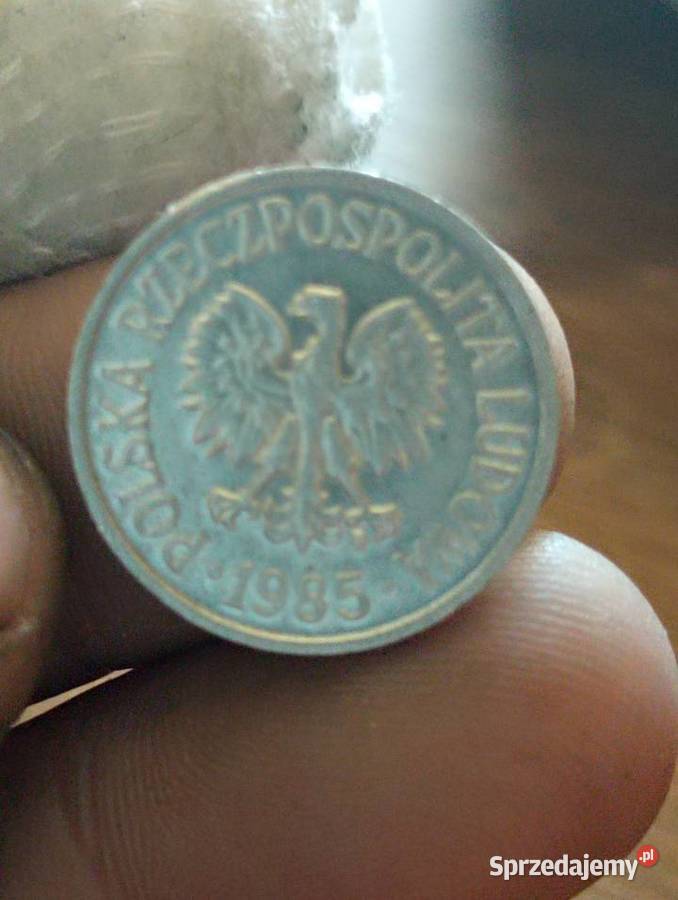 POLSKA RZECZPOSPOLITA LUDOWA
· 1985 ·
Sprzedajemy.pl